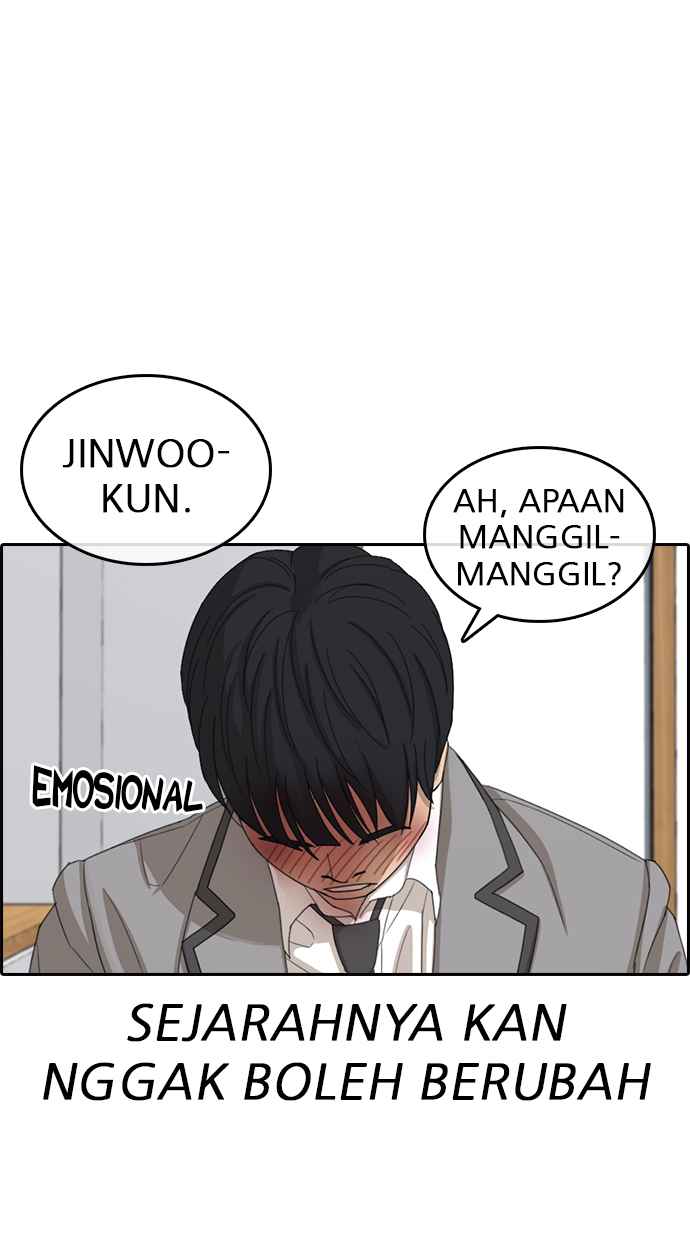 JINWOO-
KUN.
AH, APAAN
MANGGIL-
MANGGIL?
EMOSIONAL
SEJARAHNYA KAN
NGGAK BOLEH BERUBAH